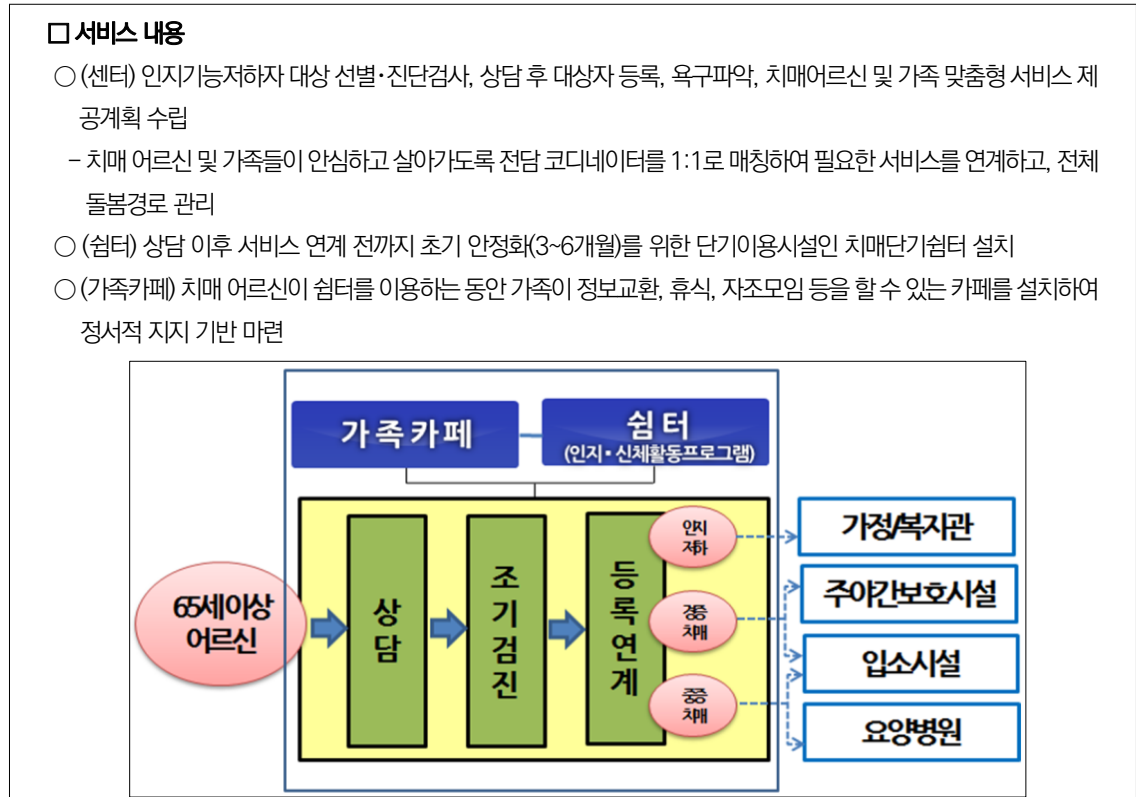 □ 서비스 내용
○ (센터) 인지기능저하자 대상 선별·진단검사, 상담 후 대상자 등록, 욕구파악, 치매어르신 및 가족 맞춤형 서비스 제
공계획 수립
- 치매 어르신 및 가족들이 안심하고 살아가도록 전담 코디네이터를 1:1로 매칭하여 필요한 서비스를 연계하고, 전체
돌봄경로 관리
○ (쉼터) 상담 이후 서비스 연계 전까지 초기 안정화(3~6개월)를 위한 단기이용시설인 치매단기쉼터 설치
○ (가족카페) 치매 어르신이 쉼터를 이용하는 동안 가족이 정보교환, 휴식, 자조모임 등을 할 수 있는 카페를 설치하여
정서적 지지 기반 마련
가족카페
쉼터
(인지·신체활동프로그램)
65세이상
어르신
상담
조기검진
등록연계
인지
저하
경증
치매
중증
치매
가정/복지관
주야간보호시설
입소시설
요양병원